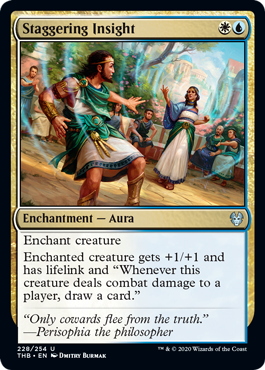 Staggering Insight
Enchantment — Aura
Enchant creature
Enchanted creature gets +1/+1 and
has lifelink and “Whenever this
creature deals combat damage to a
player, draw a card.”
“Only cowards flee from the truth.”
—Perisophia the philosopher
228/254 U
THB • EN Dmitry Burmak
™ & © 2020 Wizards of the Coast